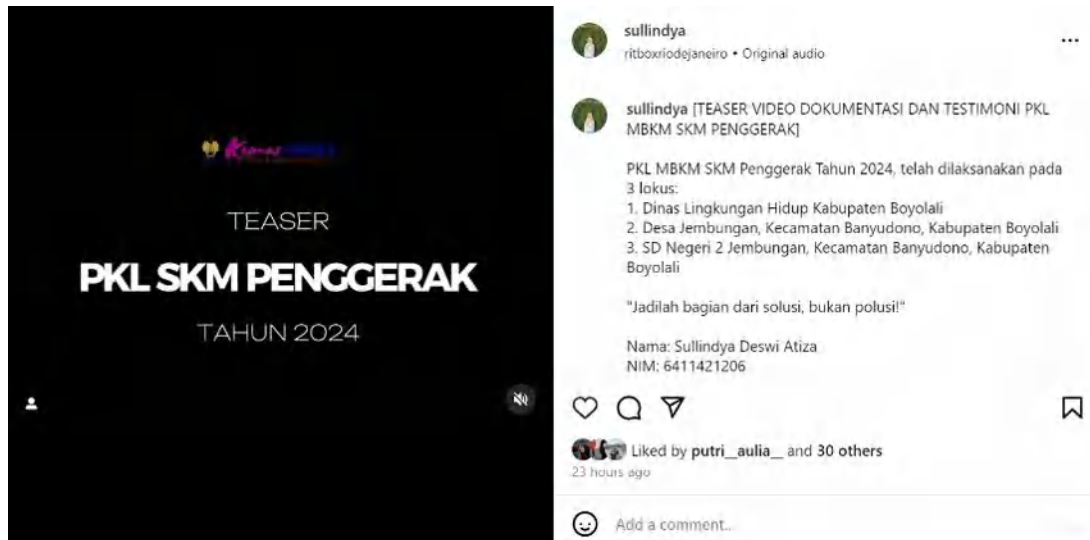 TEASER
PKL SKM PENGGERAK
TAHUN 2024
sullindya
ritboxriodejaneiro • Original audio
sullindya [TEASER VIDEO DOKUMENTASI DAN TESTIMONI PKL
MBKM SKM PENGGERAK]
PKL MBKM SKM Penggerak Tahun 2024, telah dilaksanakan pada
3 lokus:
1. Dinas Lingkungan Hidup Kabupaten Boyolali
2. Desa Jembungan, Kecamatan Banyudono, Kabupaten Boyolali
3. SD Negeri 2 Jembungan, Kecamatan Banyudono, Kabupaten
Boyolali
"Jadilah bagian dari solusi, bukan polusi!"
Nama: Sullindya Deswi Atiza
NIM: 6411421206
Liked by putri__aulia__ and 30 others
23 hours ago
Add a comment..